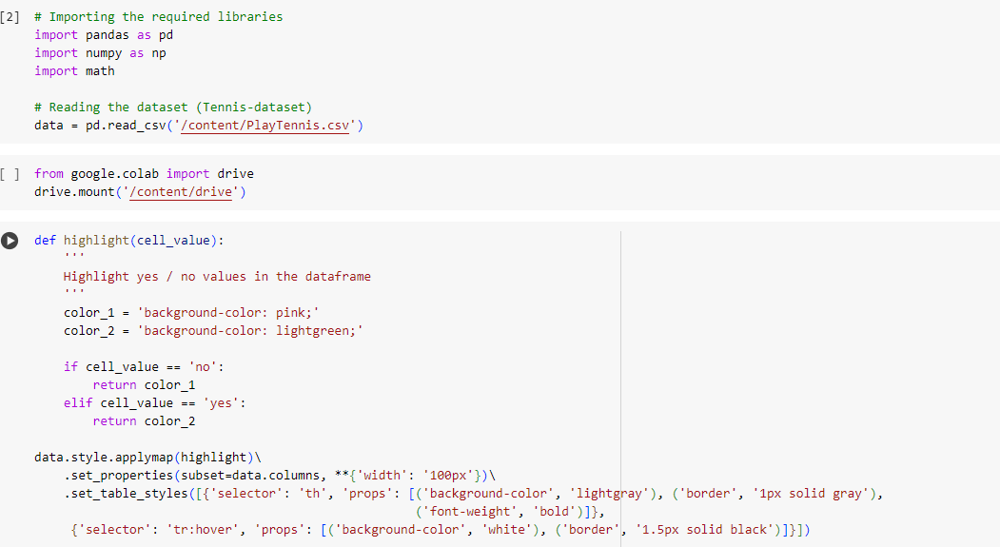 [2] # Importing the required libraries
import pandas as pd
import numpy as np
import math
# Reading the dataset (Tennis-dataset)
data = pd.read_csv('/content/PlayTennis.csv')
[ ] from google.colab import drive
drive.mount('/content/drive')
def highlight(cell_value):
'''
Highlight yes / no values in the dataframe
'''
color_1 = 'background-color: pink;'
color_2 = 'background-color: lightgreen;'
if cell_value == 'no':
return color_1
elif cell_value == 'yes':
return color_2
data.style.applymap(highlight)\
.set_properties(subset=data.columns, **{'width': '100px'})\
.set_table_styles([{'selector': 'th', 'props': [('background-color', 'lightgray'), ('border', '1px solid gray'),
('font-weight', 'bold')]},
{'selector': 'tr:hover', 'props': [('background-color', 'white'), ('border', '1.5px solid black')]}])